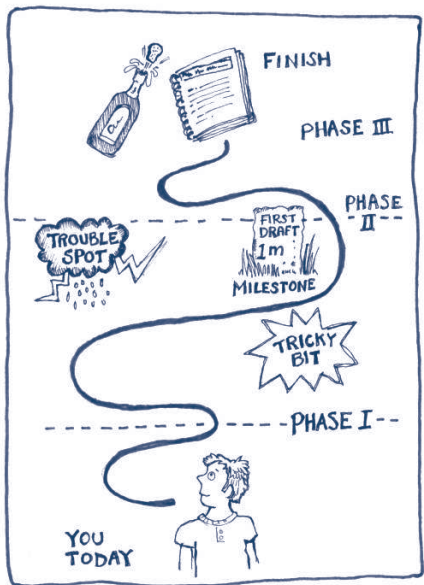 FINISH
PHASE III
PHASE
II
FIRST
DRAFT
1m
MILESTONE
TROUBLE
SPOT
TRICKY
BIT
PHASE I
YOU
TODAY